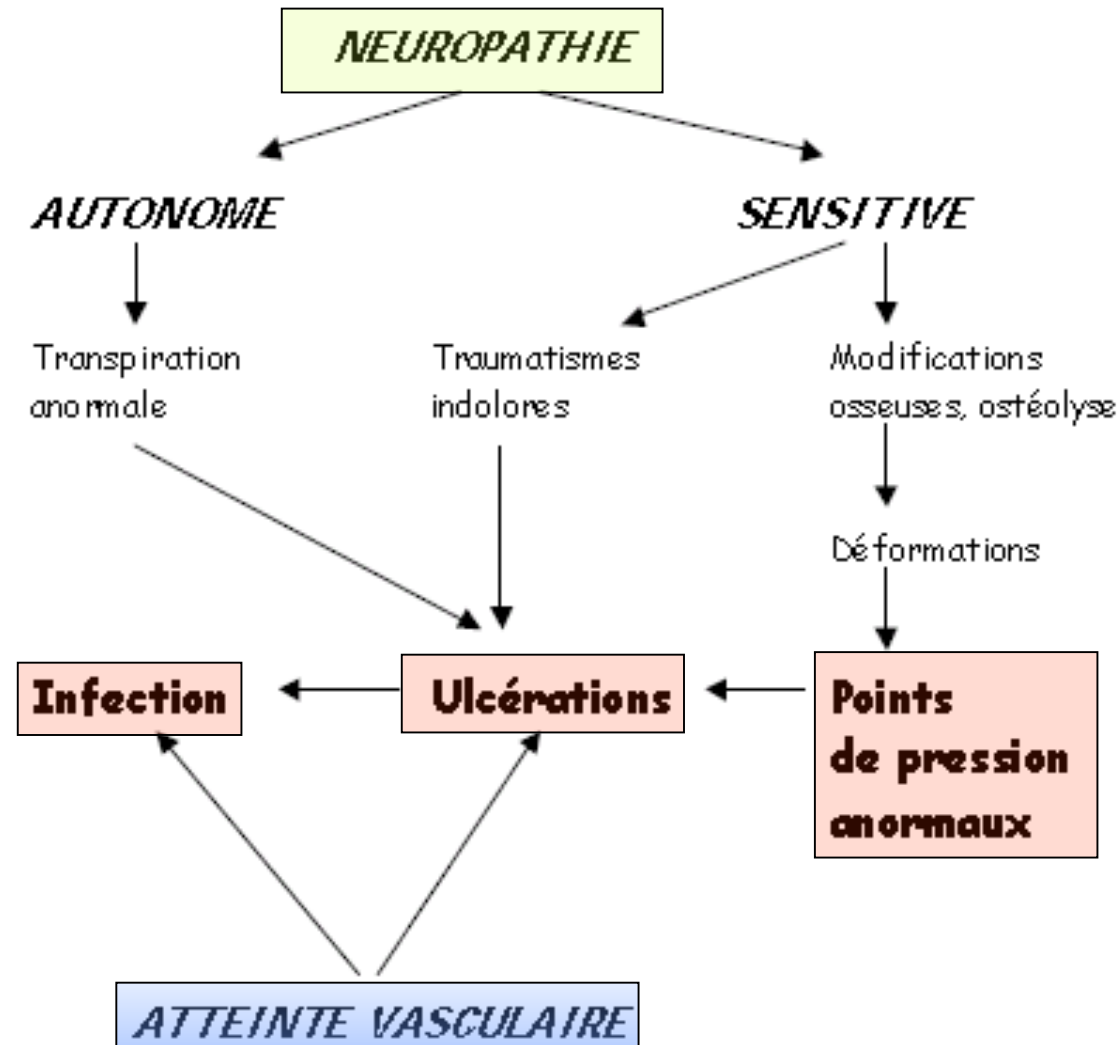 NEUROPATHIE
AUTONOME
SENSITIVE
Transpiration
anormale
Traumatismes
indolores
Modifications
osseuses, ostéolyse
Déformations
Infection
Ulcérations
Points
de pression
anormaux
ATTEINTE VASCULAIRE